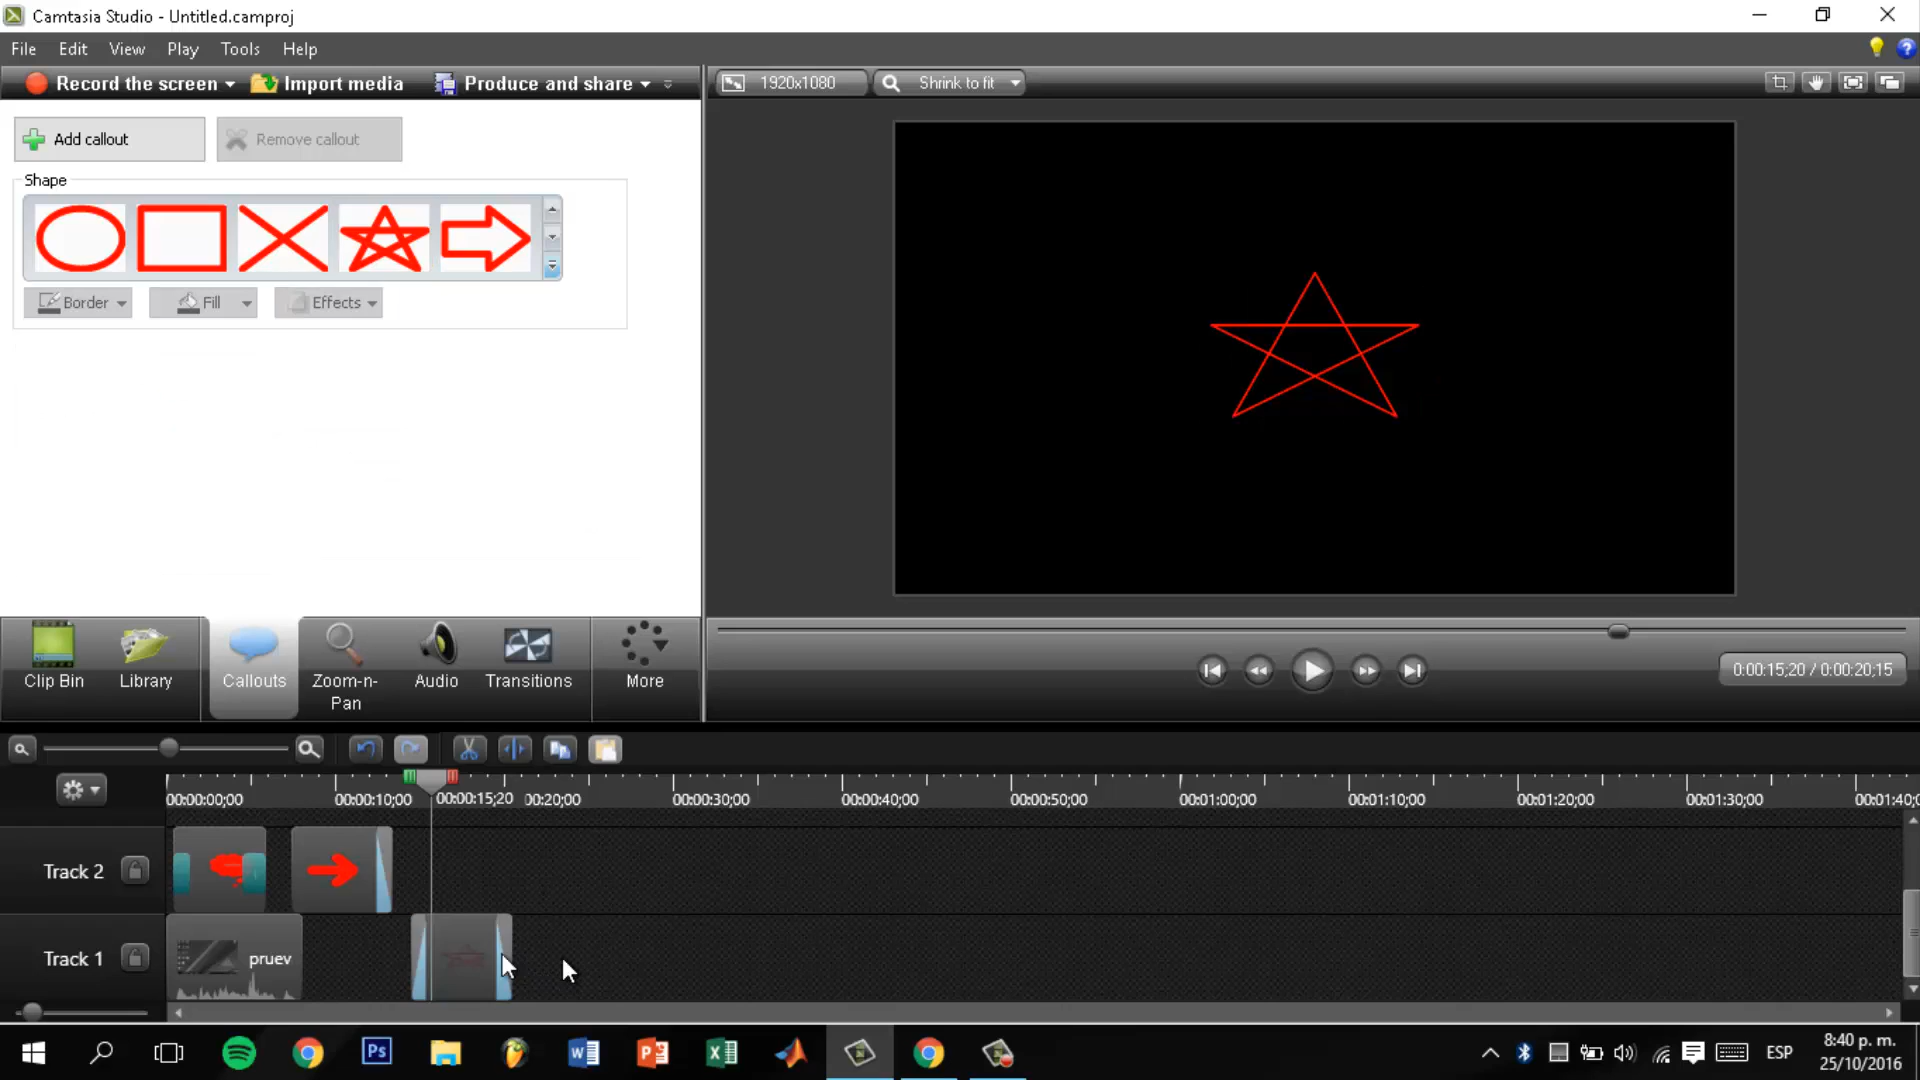 Camtasia Studio - Untitled.camproj
File Edit View Play Tools Help
Record the screen Import media Produce and share
1920x1080 Shrink to fit
Add callout Remove callout
Shape
Border Fill Effects
Clip Bin Library Callouts Zoom-n-Pan Audio Transitions More
0:00:15;20 / 0:00:20;15
00:00:00;00 00:00:10;00 00:00:15;20 00:20;00 00:00:30;00 00:00:40;00 00:00:50;00 00:01:00;00 00:01:10;00 00:01:20;00 00:01:30;00 00:01:40;0
Track 2
Track 1 pruev
Ps
ESP
8:40 p. m.
25/10/2016